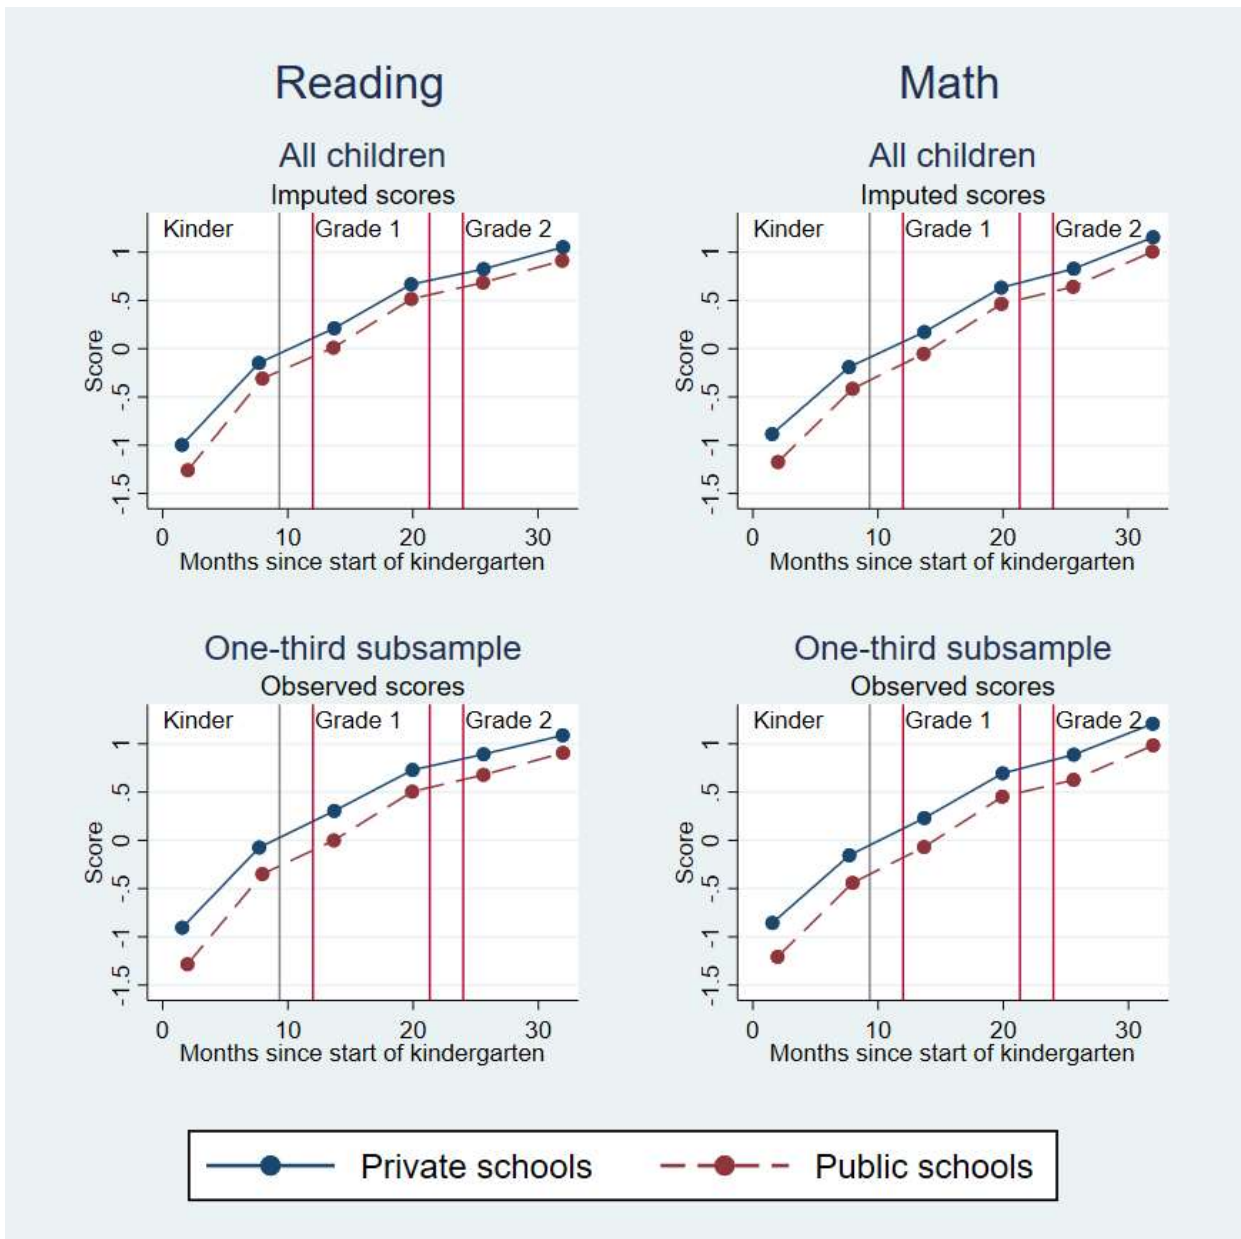 Reading
All children
Imputed scores
Kinder Grade 1 Grade 2
Score
1
.5
0
-.5
-1
-1.5
0 10 20 30
Months since start of kindergarten
Math
All children
Imputed scores
Kinder Grade 1 Grade 2
Score
1
.5
0
-.5
-1
-1.5
0 10 20 30
Months since start of kindergarten
One-third subsample
Observed scores
Kinder Grade 1 Grade 2
Score
1
.5
0
-.5
-1
-1.5
0 10 20 30
Months since start of kindergarten
One-third subsample
Observed scores
Kinder Grade 1 Grade 2
Score
1
.5
0
-.5
-1
-1.5
0 10 20 30
Months since start of kindergarten
Private schools Public schools